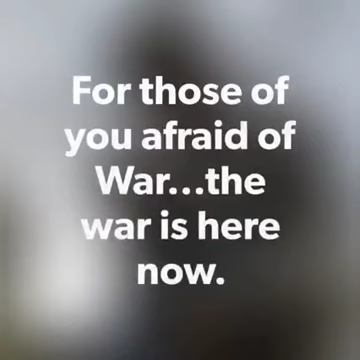 For those of
you afraid of
War...the
war is here
now.